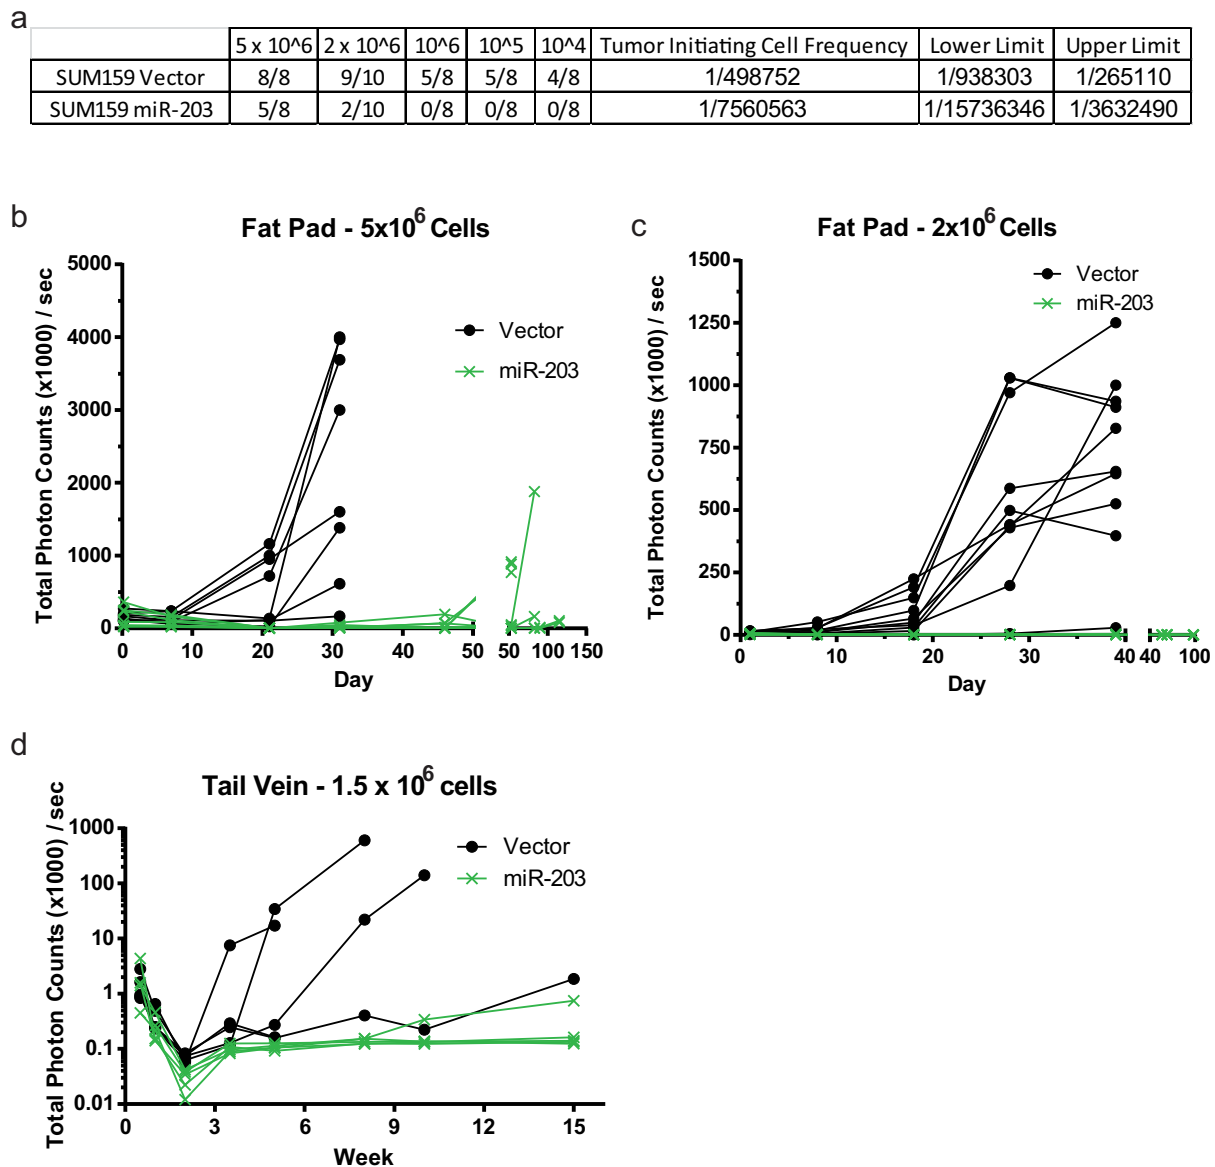 a
5 x 10^6 2 x 10^6 10^6 10^5 10^4 Tumor Initiating Cell Frequency Lower Limit Upper Limit
SUM159 Vector 8/8 9/10 5/8 5/8 4/8 1/498752 1/938303 1/265110
SUM159 miR-203 5/8 2/10 0/8 0/8 0/8 1/7560563 1/15736346 1/3632490
b
Fat Pad - 5x10^6 Cells
Total Photon Counts (x1000) / sec
5000
4000
3000
2000
1000
0
Vector
miR-203
0 10 20 30 40 50 50 100 150
Day
c
Fat Pad - 2x10^6 Cells
Total Photon Counts (x1000) / sec
1500
1250
1000
750
500
250
0
Vector
miR-203
0 10 20 30 40 40 100
Day
d
Tail Vein - 1.5 x 10^6 cells
Total Photon Counts (x1000) / sec
1000
100
10
1
0.1
0.01
Vector
miR-203
0 3 6 9 12 15
Week